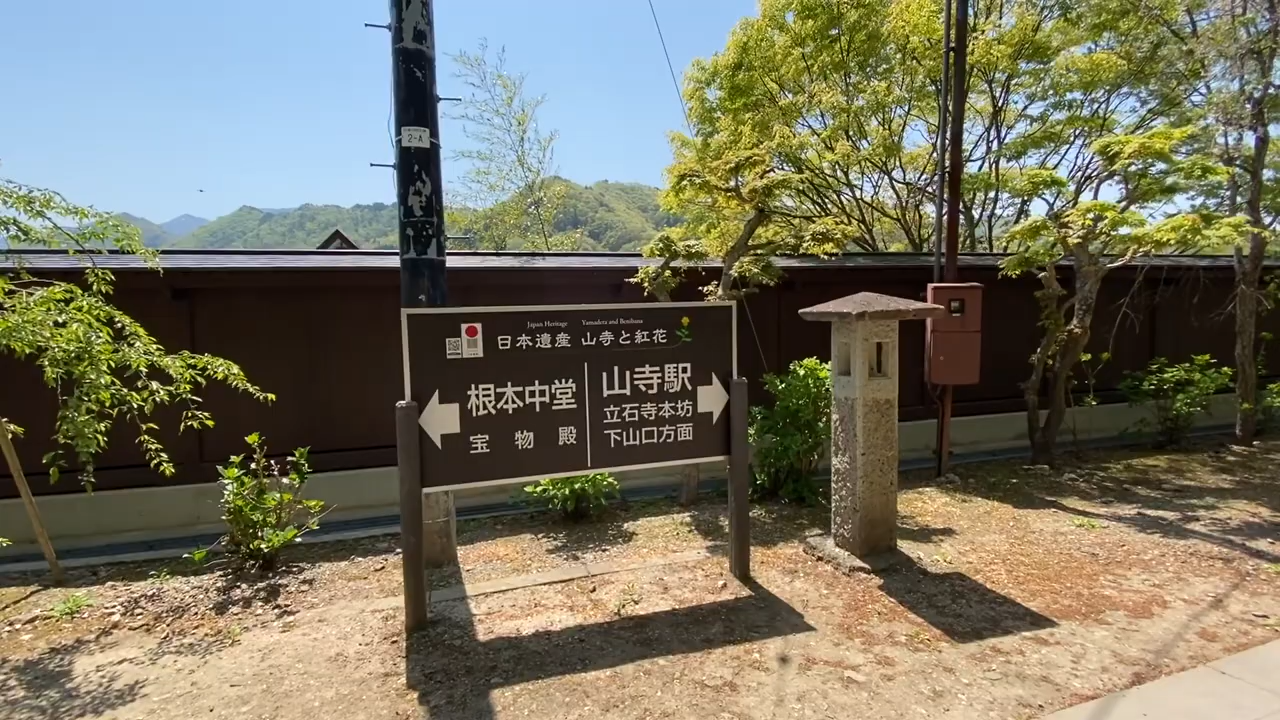 2-A
Japan Heritage Yamadera and Benibana
日本遺産 山寺と紅花
根本中堂
宝物殿
山寺駅
立石寺本坊
下山口方面